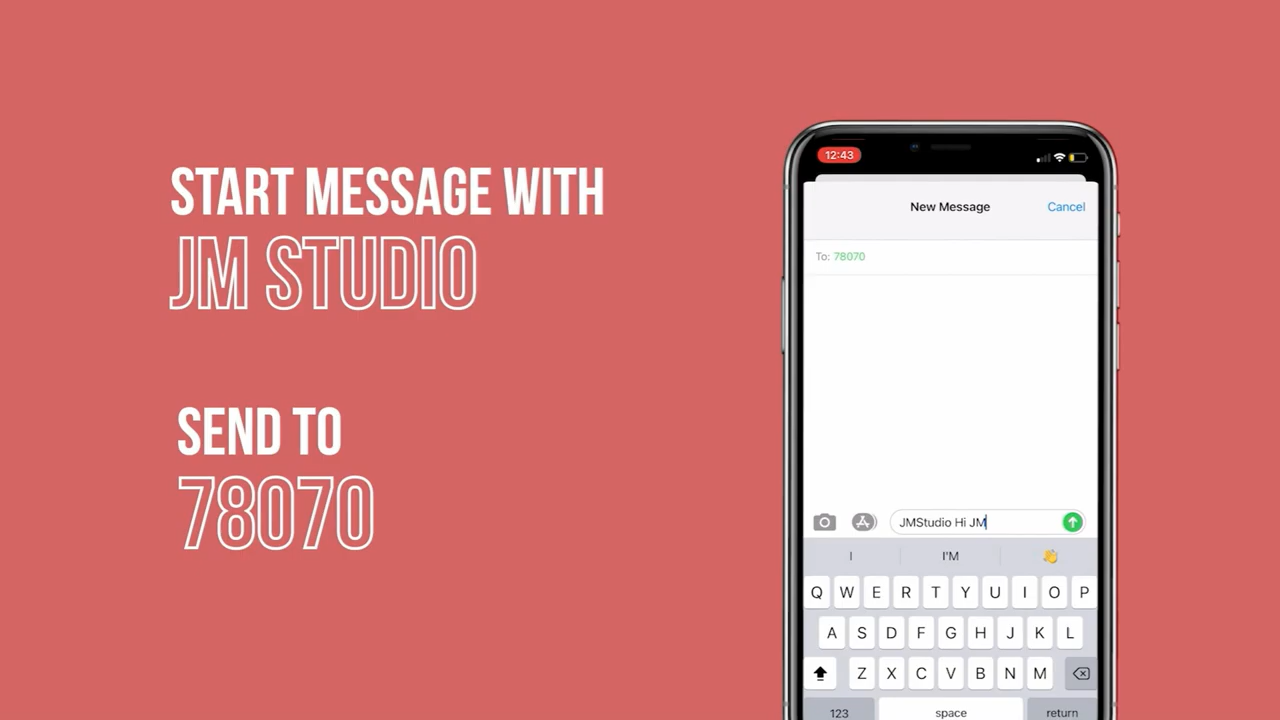 START MESSAGE WITH
JM STUDIO
SEND TO
78070
12:43
New Message
Cancel
To: 78070
JMStudio Hi JM
I
I'M
👋
Q W E R T Y U I O P
A S D F G H J K L
Z X C V B N M
123
space
return